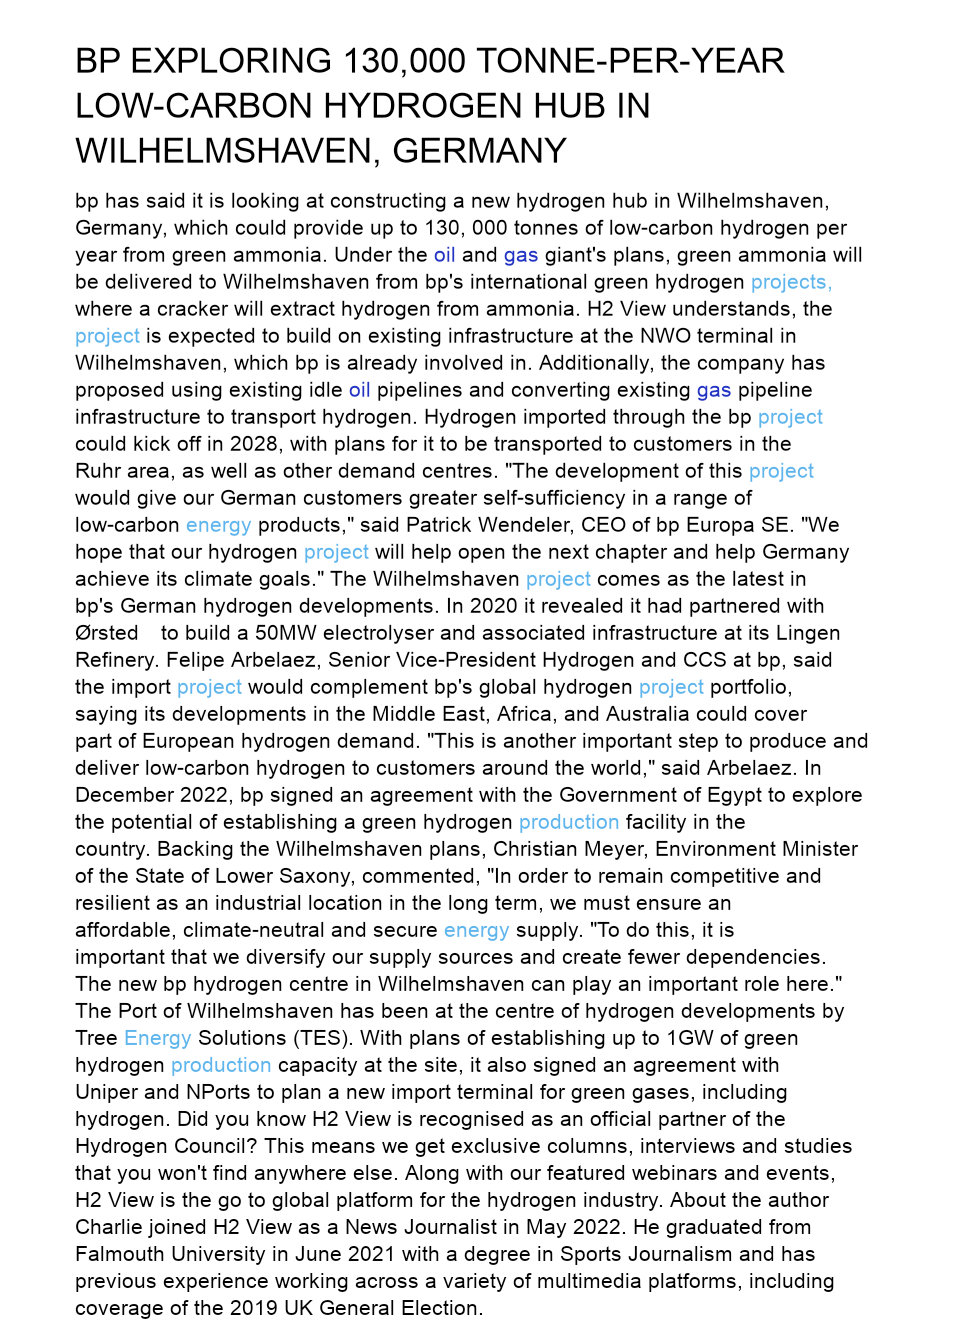 BP EXPLORING 130,000 TONNE-PER-YEAR
LOW-CARBON HYDROGEN HUB IN
WILHELMSHAVEN, GERMANY
bp has said it is looking at constructing a new hydrogen hub in Wilhelmshaven,
Germany, which could provide up to 130, 000 tonnes of low-carbon hydrogen per
year from green ammonia. Under the oil and gas giant's plans, green ammonia will
be delivered to Wilhelmshaven from bp's international green hydrogen projects,
where a cracker will extract hydrogen from ammonia. H2 View understands, the
project is expected to build on existing infrastructure at the NWO terminal in
Wilhelmshaven, which bp is already involved in. Additionally, the company has
proposed using existing idle oil pipelines and converting existing gas pipeline
infrastructure to transport hydrogen. Hydrogen imported through the bp project
could kick off in 2028, with plans for it to be transported to customers in the
Ruhr area, as well as other demand centres. "The development of this project
would give our German customers greater self-sufficiency in a range of
low-carbon energy products," said Patrick Wendeler, CEO of bp Europa SE. "We
hope that our hydrogen project will help open the next chapter and help Germany
achieve its climate goals." The Wilhelmshaven project comes as the latest in
bp's German hydrogen developments. In 2020 it revealed it had partnered with
Ørsted    to build a 50MW electrolyser and associated infrastructure at its Lingen
Refinery. Felipe Arbelaez, Senior Vice-President Hydrogen and CCS at bp, said
the import project would complement bp's global hydrogen project portfolio,
saying its developments in the Middle East, Africa, and Australia could cover
part of European hydrogen demand. "This is another important step to produce and
deliver low-carbon hydrogen to customers around the world," said Arbelaez. In
December 2022, bp signed an agreement with the Government of Egypt to explore
the potential of establishing a green hydrogen production facility in the
country. Backing the Wilhelmshaven plans, Christian Meyer, Environment Minister
of the State of Lower Saxony, commented, "In order to remain competitive and
resilient as an industrial location in the long term, we must ensure an
affordable, climate-neutral and secure energy supply. "To do this, it is
important that we diversify our supply sources and create fewer dependencies.
The new bp hydrogen centre in Wilhelmshaven can play an important role here."
The Port of Wilhelmshaven has been at the centre of hydrogen developments by
Tree Energy Solutions (TES). With plans of establishing up to 1GW of green
hydrogen production capacity at the site, it also signed an agreement with
Uniper and NPorts to plan a new import terminal for green gases, including
hydrogen. Did you know H2 View is recognised as an official partner of the
Hydrogen Council? This means we get exclusive columns, interviews and studies
that you won't find anywhere else. Along with our featured webinars and events,
H2 View is the go to global platform for the hydrogen industry. About the author
Charlie joined H2 View as a News Journalist in May 2022. He graduated from
Falmouth University in June 2021 with a degree in Sports Journalism and has
previous experience working across a variety of multimedia platforms, including
coverage of the 2019 UK General Election.